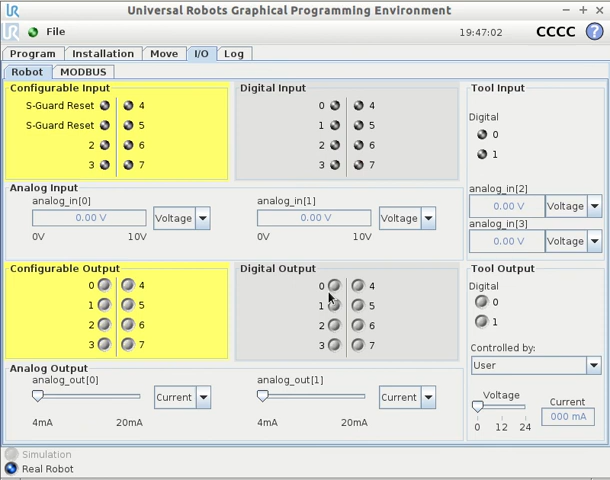 Universal Robots Graphical Programming Environment
File
19:47:02
CCCC
?
Program Installation Move I/O Log
Robot MODBUS
Configurable Input
S-Guard Reset 4
S-Guard Reset 5
2 6
3 7
Digital Input
0 4
1 5
2 6
3 7
Tool Input
Digital
0
1
analog_in[2]
0.00 V Voltage
analog_in[3]
0.00 V Voltage
Analog Input
analog_in[0]
0.00 V Voltage
0V 10V
analog_in[1]
0.00 V Voltage
0V 10V
Configurable Output
0 4
1 5
2 6
3 7
Digital Output
0 4
1 5
2 6
3 7
Tool Output
Digital
0
1
Controlled by:
User
Voltage
0 12 24
Current
000 mA
Analog Output
analog_out[0]
Current
4mA 20mA
analog_out[1]
Current
4mA 20mA
Simulation
Real Robot